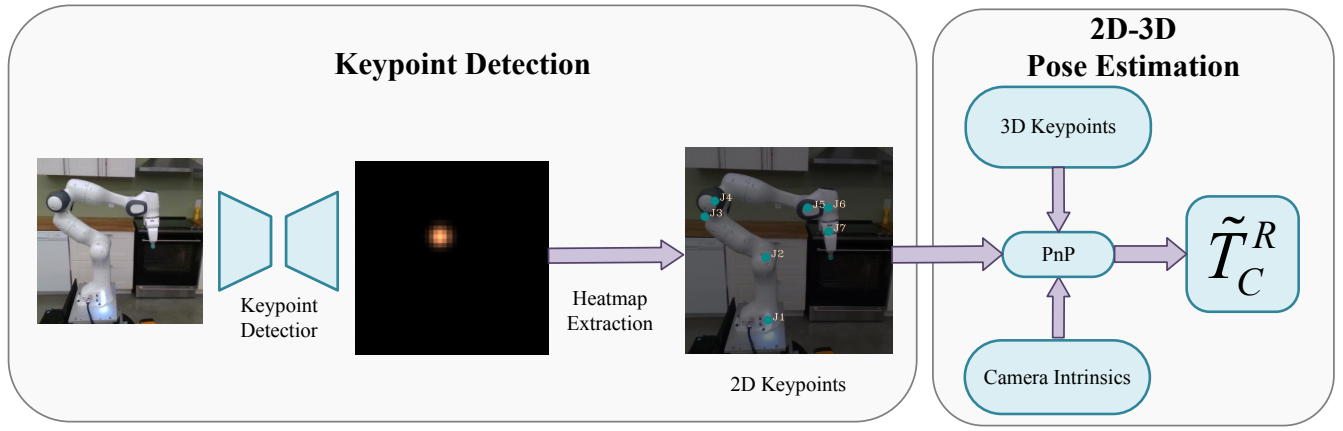 Keypoint Detection
Keypoint
Detectior
Heatmap
Extraction
J4
J3
J5
J6
J7
J2
J1
2D Keypoints
2D-3D
Pose Estimation
3D Keypoints
PnP
Camera Intrinsics
T̃_C^R